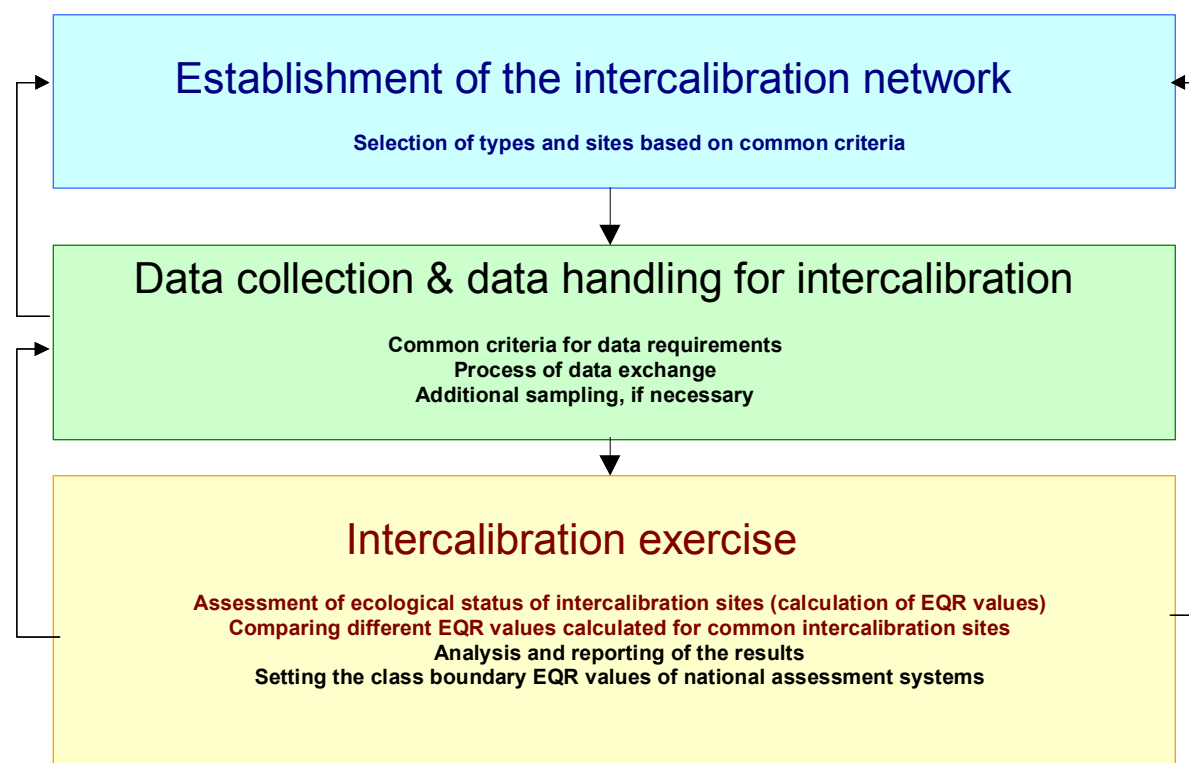 Establishment of the intercalibration network
Selection of types and sites based on common criteria
Data collection & data handling for intercalibration
Common criteria for data requirements
Process of data exchange
Additional sampling, if necessary
Intercalibration exercise
Assessment of ecological status of intercalibration sites (calculation of EQR values)
Comparing different EQR values calculated for common intercalibration sites
Analysis and reporting of the results
Setting the class boundary EQR values of national assessment systems